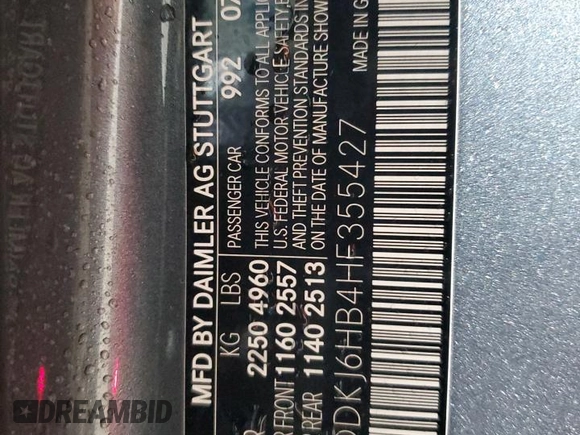 MFD BY DAIMLER AG STUTTGART
KG LBS PASSENGER CAR 992 07
2250 4960 THIS VEHICLE CONFORMS TO ALL
FRONT 1160 2557 U.S. FEDERAL MOTOR VEHICLE SAFETY
REAR 1140 2513 AND THEFT PREVENTION STANDARDS IN
ON THE DATE OF MANUFACTURE SHOW
DKJ6HB4HF355427 MADE IN G
DREAMBID